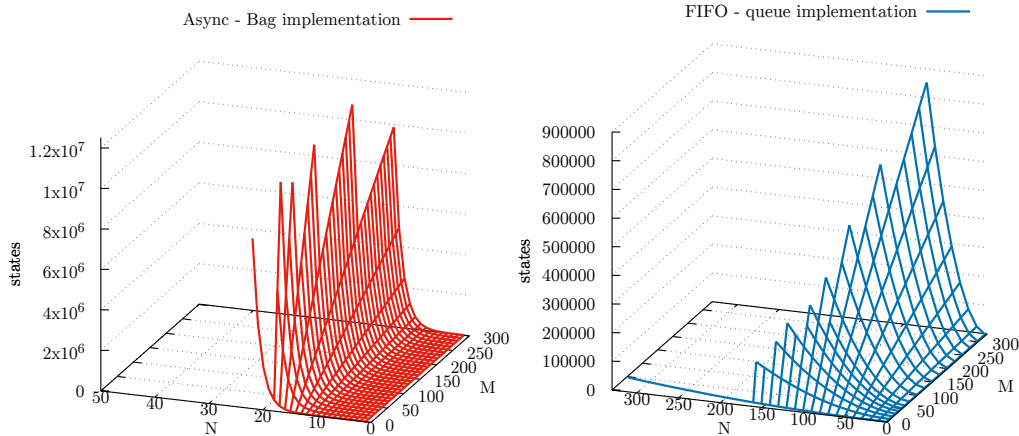 Async - Bag implementation
1.2x10^7
1x10^7
8x10^6
6x10^6
4x10^6
2x10^6
0
states
50
40
30
20
10
0
N
0
50
100
150
200
250
300
M
FIFO - queue implementation
900000
800000
700000
600000
500000
400000
300000
200000
100000
0
states
300
250
200
150
100
50
0
N
0
50
100
150
200
250
300
M